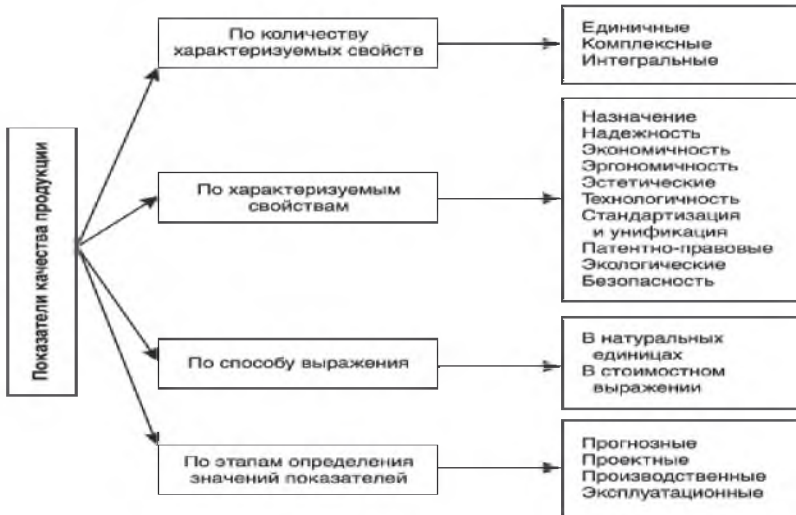 Показатели качества продукции
По количеству
характеризуемых свойств
Единичные
Комплексные
Интегральные
По характеризуемым
свойствам
Назначение
Надежность
Экономичность
Эргономичность
Эстетические
Технологичность
Стандартизация
и унификация
Патентно-правовые
Экологические
Безопасность
По способу выражения
В натуральных
единицах
В стоимостном
выражении
По этапам определения
значений показателей
Прогнозные
Проектные
Производственные
Эксплуатационные